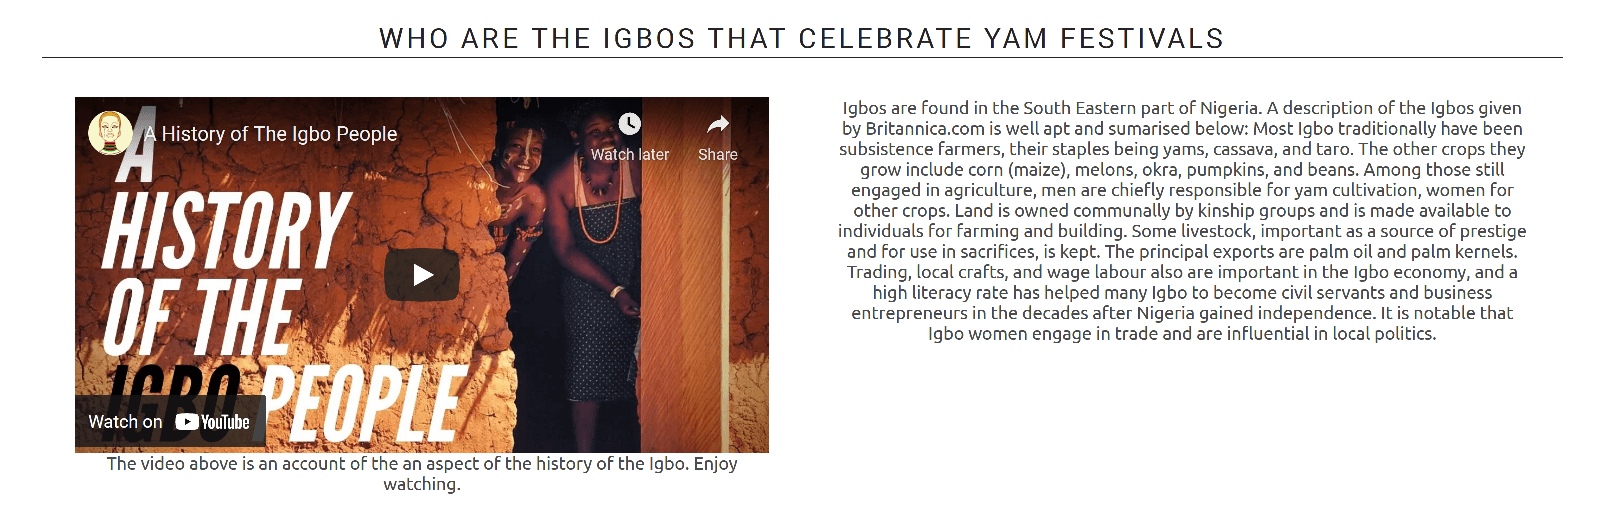 WHO ARE THE IGBOS THAT CELEBRATE YAM FESTIVALS
A History of The Igbo People
Watch later
Share
A
HISTORY
OF THE
IGBO PEOPLE
Watch on YouTube
The video above is an account of the an aspect of the history of the Igbo. Enjoy
watching.
Igbos are found in the South Eastern part of Nigeria. A description of the Igbos given
by Britannica.com is well apt and sumarised below: Most Igbo traditionally have been
subsistence farmers, their staples being yams, cassava, and taro. The other crops they
grow include corn (maize), melons, okra, pumpkins, and beans. Among those still
engaged in agriculture, men are chiefly responsible for yam cultivation, women for
other crops. Land is owned communally by kinship groups and is made available to
individuals for farming and building. Some livestock, important as a source of prestige
and for use in sacrifices, is kept. The principal exports are palm oil and palm kernels.
Trading, local crafts, and wage labour also are important in the Igbo economy, and a
high literacy rate has helped many Igbo to become civil servants and business
entrepreneurs in the decades after Nigeria gained independence. It is notable that
Igbo women engage in trade and are influential in local politics.